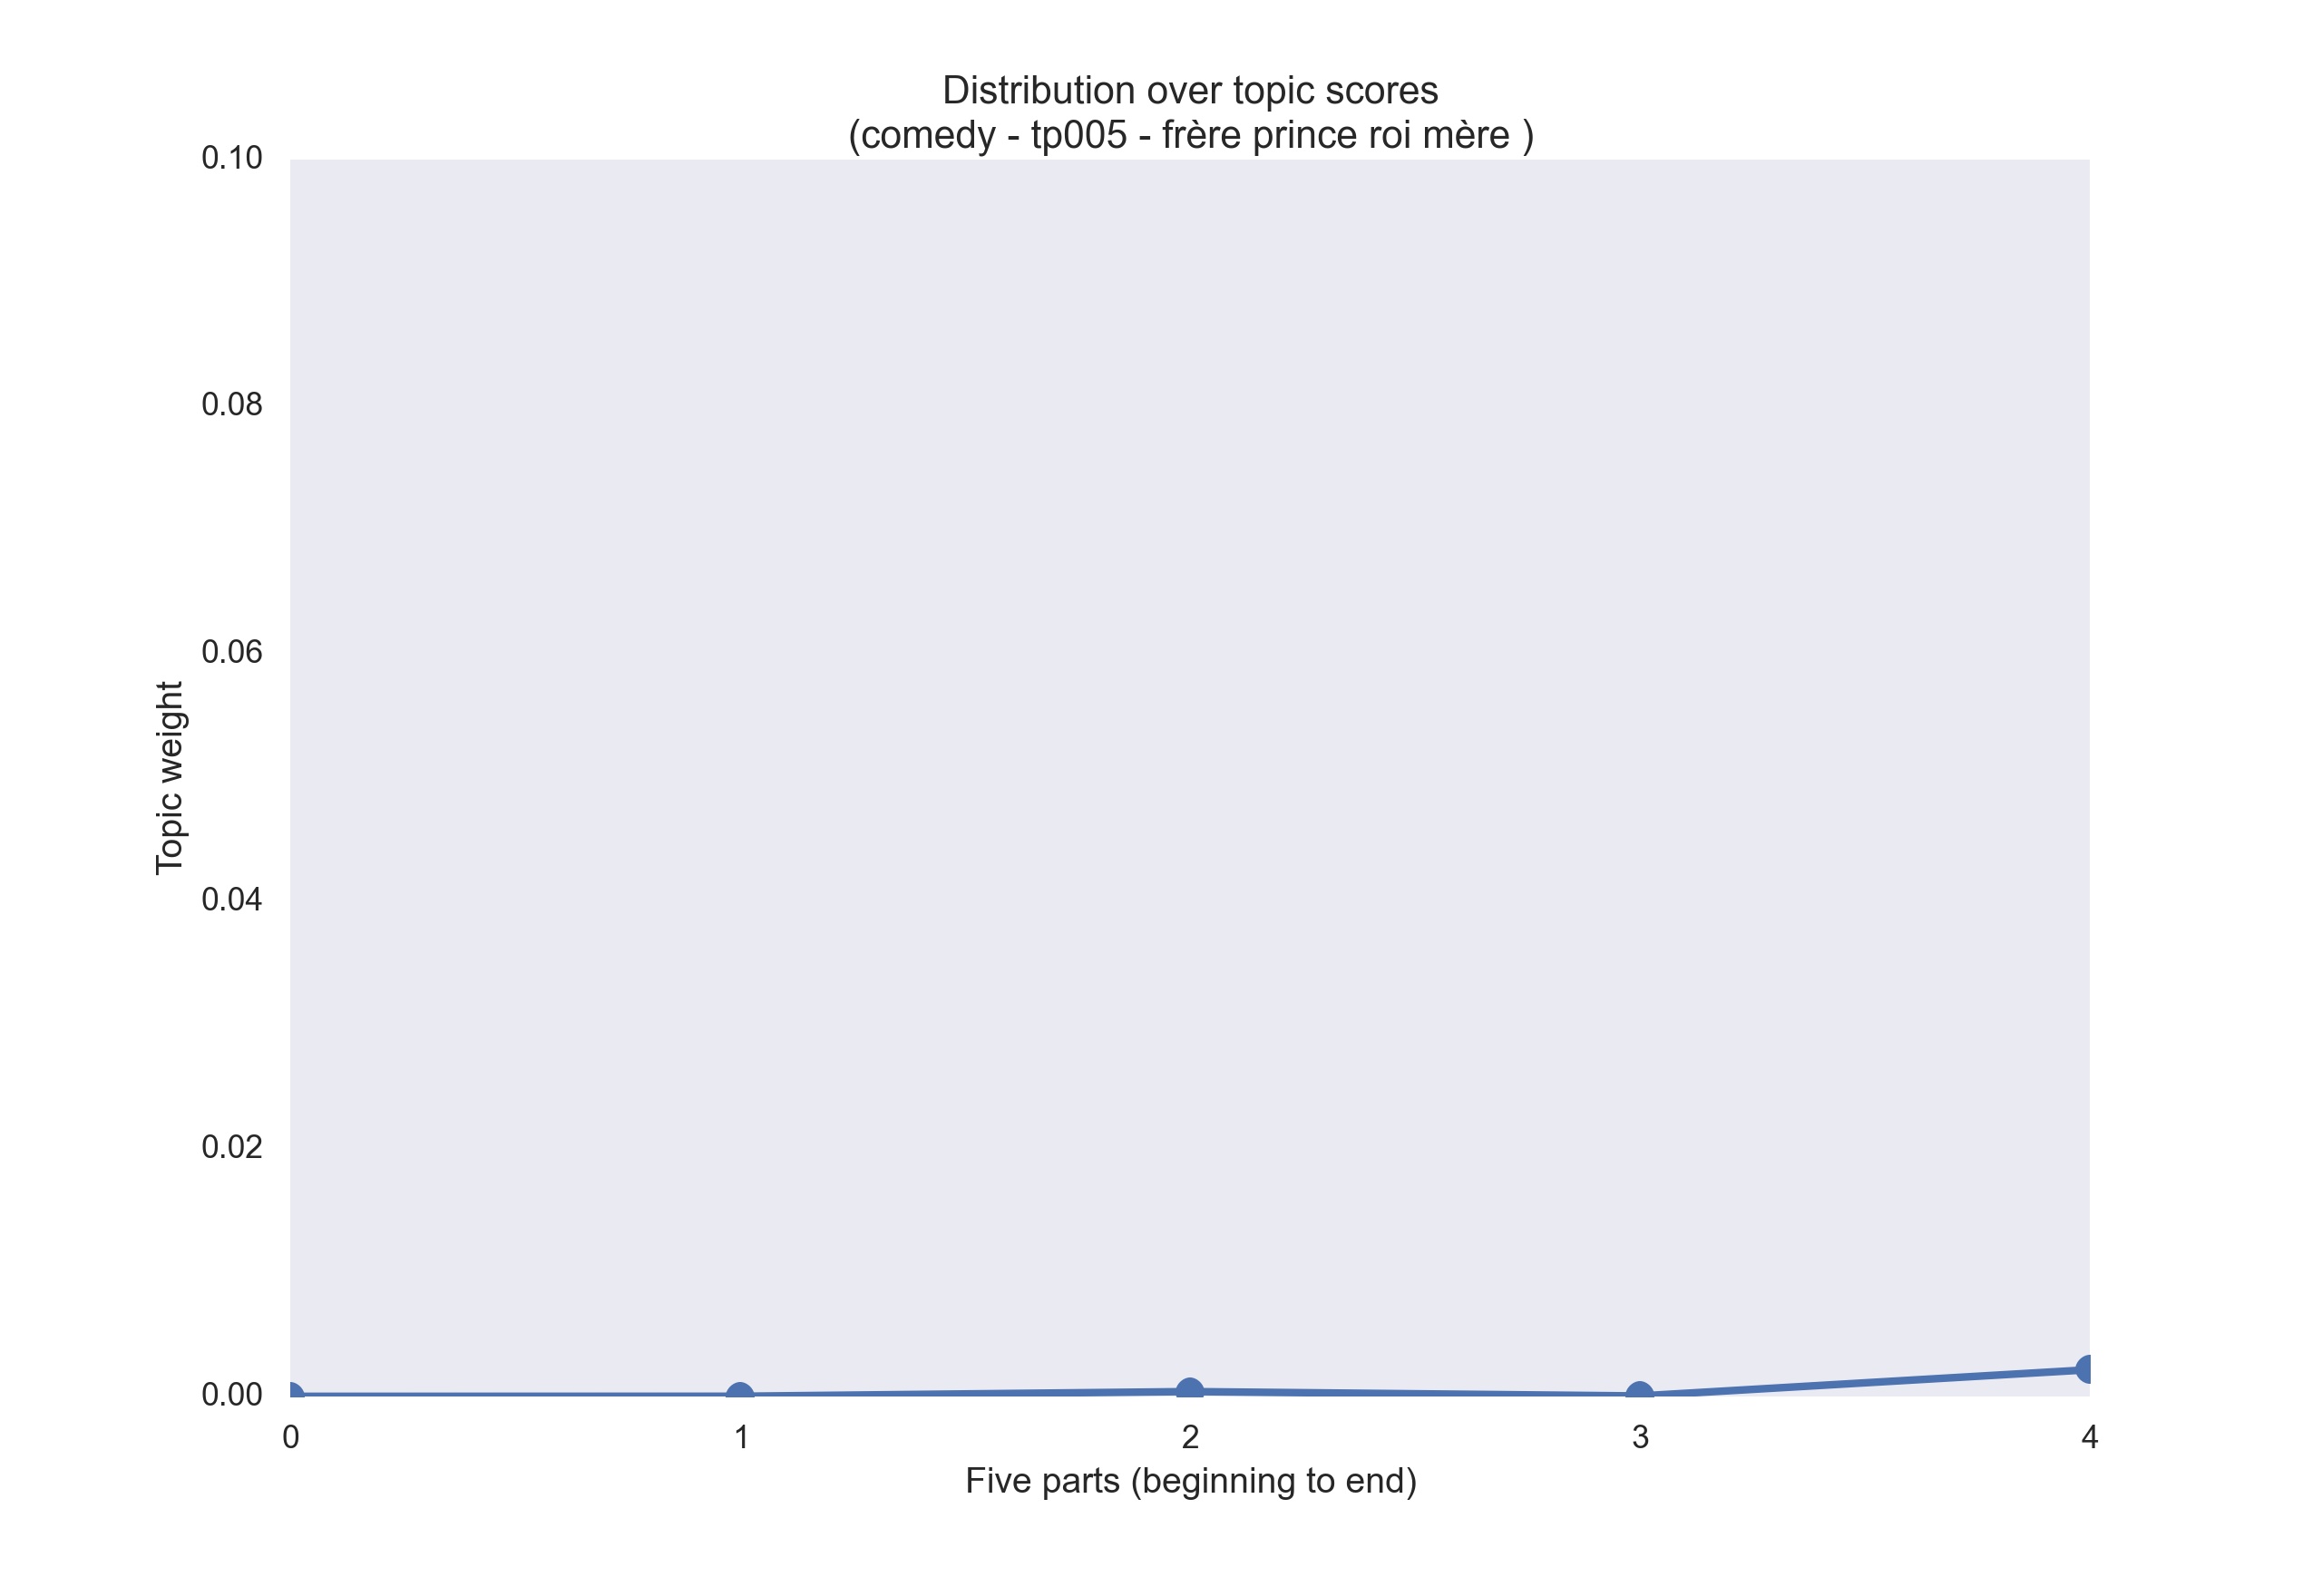 Distribution over topic scores
(comedy - tp005 - frère prince roi mère )
0.10
0.08
0.06
0.04
0.02
0.00
Topic weight
0 1 2 3 4
Five parts (beginning to end)